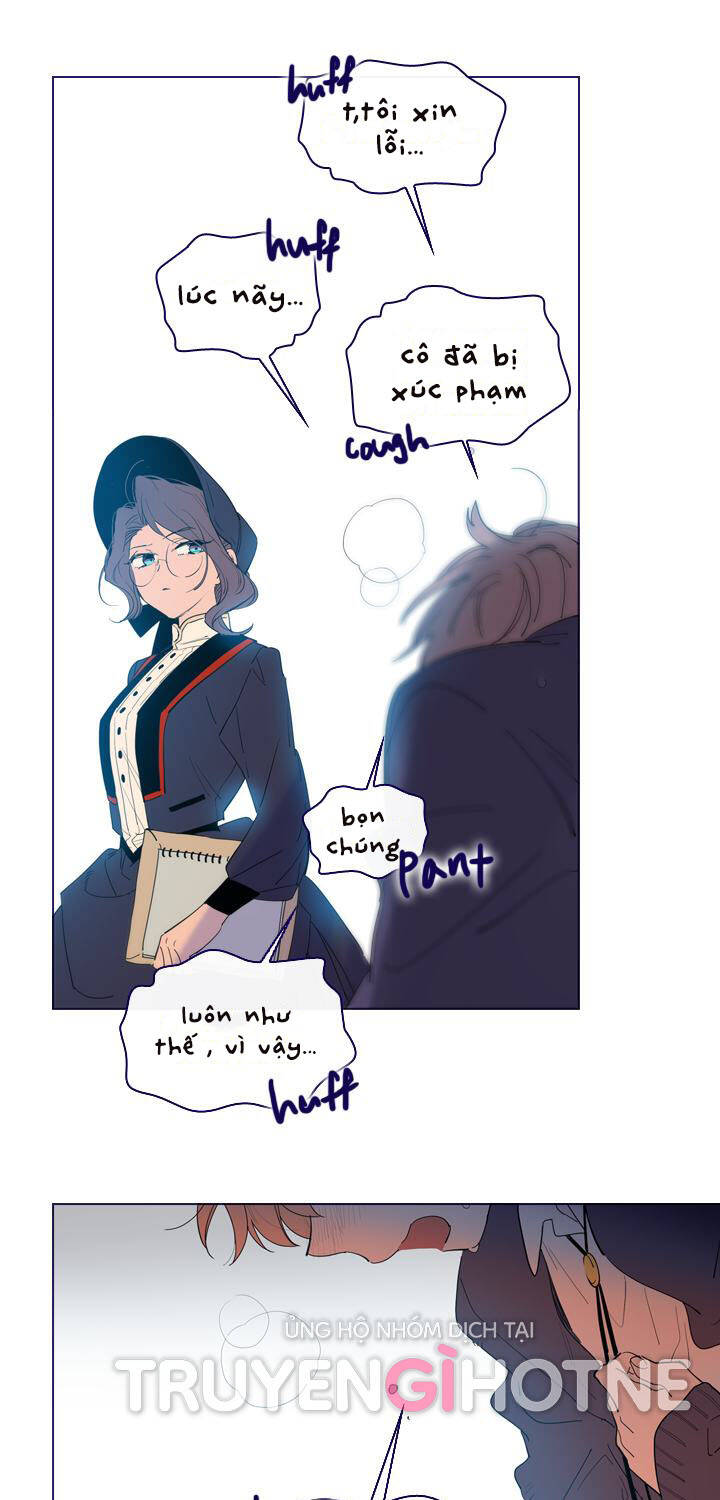 huff
t,tôi xin
lỗi...
huff
lúc nãy...
cô đã bị
xúc phạm
cough
bọn
chúng
Pant
luôn như
thế , vì vậy...
huff
ỦNG HỘ NHÓM DỊCH TẠI
TRUYENGÌHOTNE